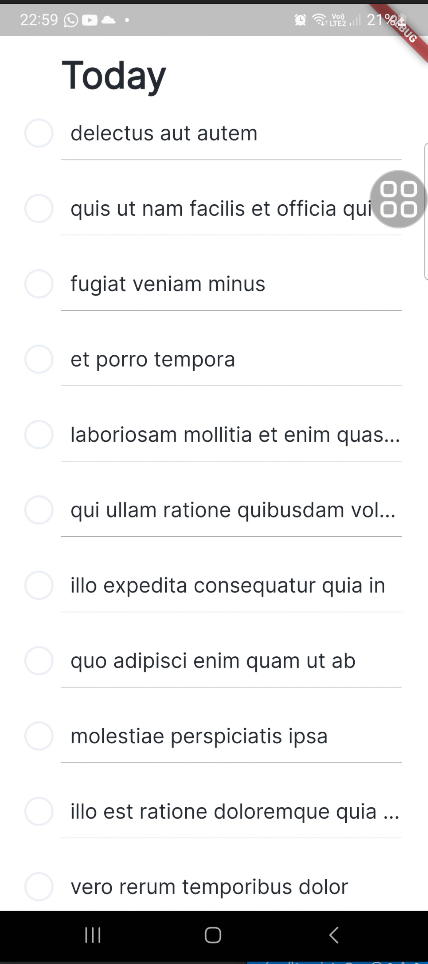 22:59
Vo)) LTE2
21%
DEBUG
Today
delectus aut autem
quis ut nam facilis et officia qui
fugiat veniam minus
et porro tempora
laboriosam mollitia et enim quas...
qui ullam ratione quibusdam vol...
illo expedita consequatur quia in
quo adipisci enim quam ut ab
molestiae perspiciatis ipsa
illo est ratione doloremque quia ...
vero rerum temporibus dolor